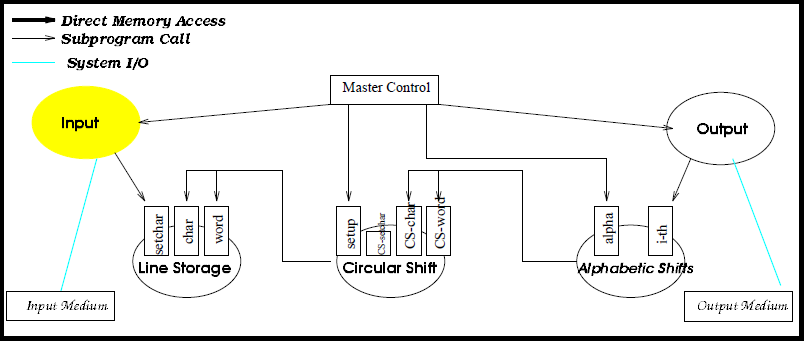 Direct Memory Access
Subprogram Call
System I/O
Master Control
Input
Output
setchar
char
word
setup
CS-setchar
CS-char
CS-word
alpha
i-th
Line Storage
Circular Shift
Alphabetic Shifts
Input Medium
Output Medium